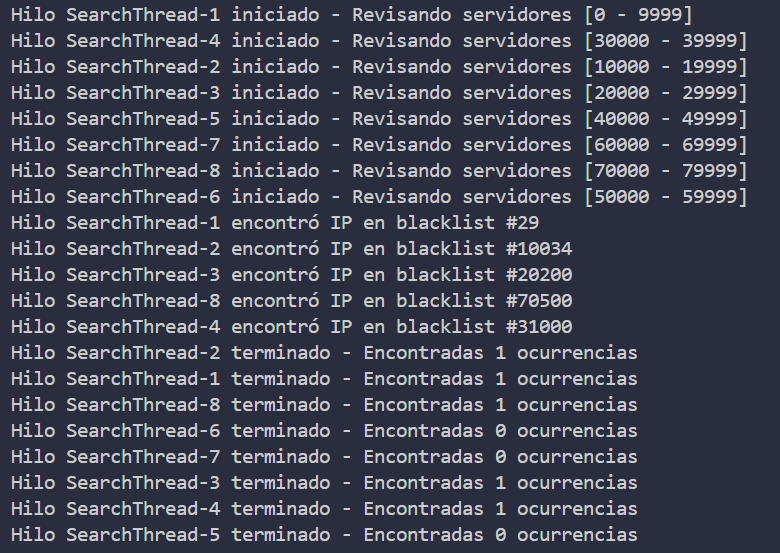 Hilo SearchThread-1 iniciado - Revisando servidores [0 - 9999]
Hilo SearchThread-4 iniciado - Revisando servidores [30000 - 39999]
Hilo SearchThread-2 iniciado - Revisando servidores [10000 - 19999]
Hilo SearchThread-3 iniciado - Revisando servidores [20000 - 29999]
Hilo SearchThread-5 iniciado - Revisando servidores [40000 - 49999]
Hilo SearchThread-7 iniciado - Revisando servidores [60000 - 69999]
Hilo SearchThread-8 iniciado - Revisando servidores [70000 - 79999]
Hilo SearchThread-6 iniciado - Revisando servidores [50000 - 59999]
Hilo SearchThread-1 encontró IP en blacklist #29
Hilo SearchThread-2 encontró IP en blacklist #10034
Hilo SearchThread-3 encontró IP en blacklist #20200
Hilo SearchThread-8 encontró IP en blacklist #70500
Hilo SearchThread-4 encontró IP en blacklist #31000
Hilo SearchThread-2 terminado - Encontradas 1 ocurrencias
Hilo SearchThread-1 terminado - Encontradas 1 ocurrencias
Hilo SearchThread-8 terminado - Encontradas 1 ocurrencias
Hilo SearchThread-6 terminado - Encontradas 0 ocurrencias
Hilo SearchThread-7 terminado - Encontradas 0 ocurrencias
Hilo SearchThread-3 terminado - Encontradas 1 ocurrencias
Hilo SearchThread-4 terminado - Encontradas 1 ocurrencias
Hilo SearchThread-5 terminado - Encontradas 0 ocurrencias